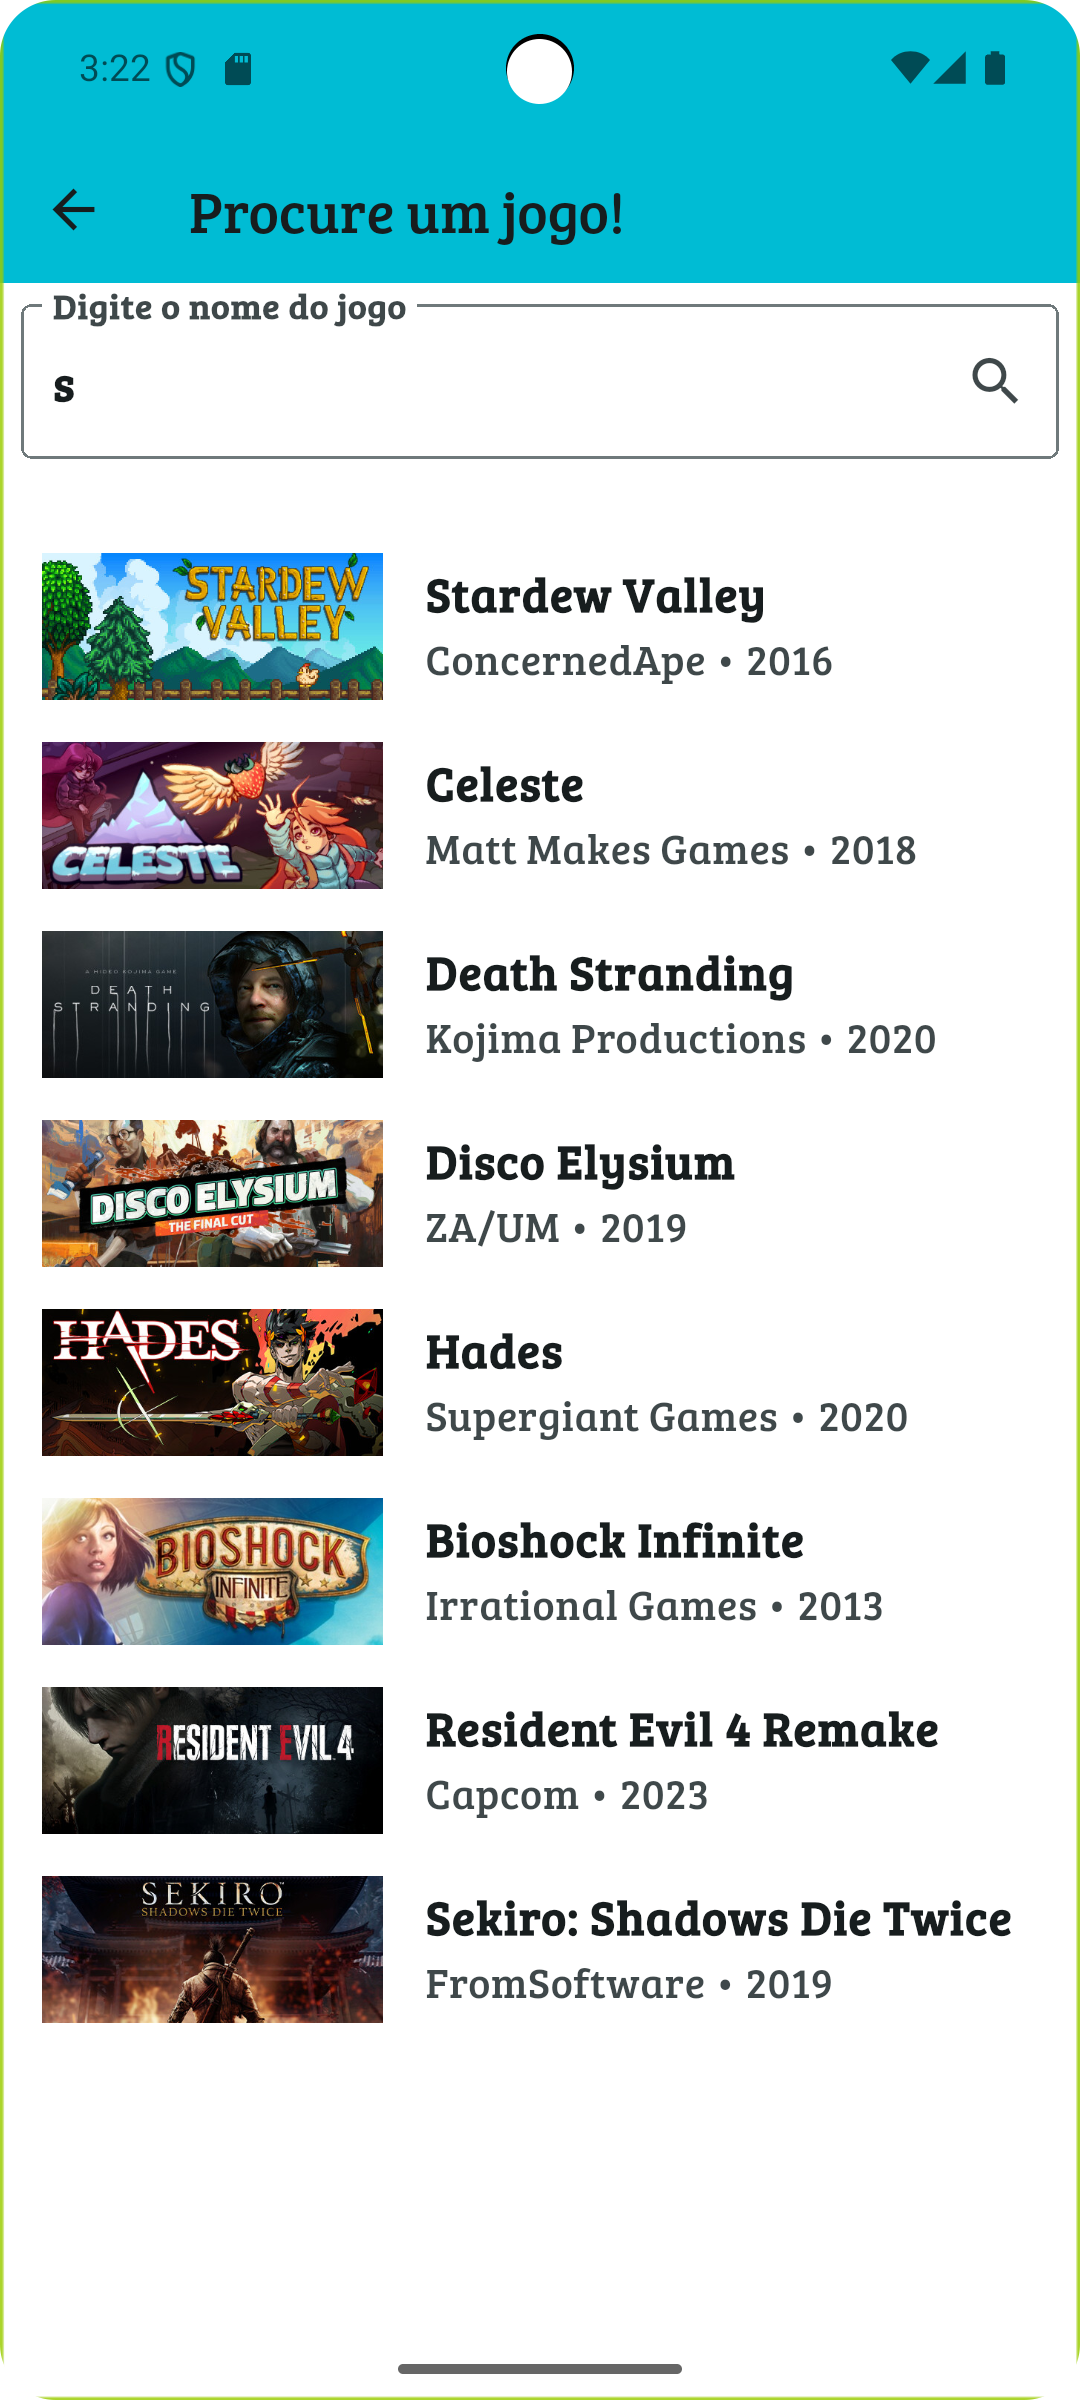 3:22
Procure um jogo!
Digite o nome do jogo
s
STARDEW
VALLEY
Stardew Valley
ConcernedApe • 2016
CELESTE
Celeste
Matt Makes Games • 2018
A HIDEO KOJIMA GAME
DEATH
STRANDING
Death Stranding
Kojima Productions • 2020
DISCO ELYSIUM
THE FINAL CUT
Disco Elysium
ZA/UM • 2019
HADES
Hades
Supergiant Games • 2020
BIOSHOCK
INFINITE
Bioshock Infinite
Irrational Games • 2013
RESIDENT EVIL 4
Resident Evil 4 Remake
Capcom • 2023
SEKIRO
SHADOWS DIE TWICE
Sekiro: Shadows Die Twice
FromSoftware • 2019